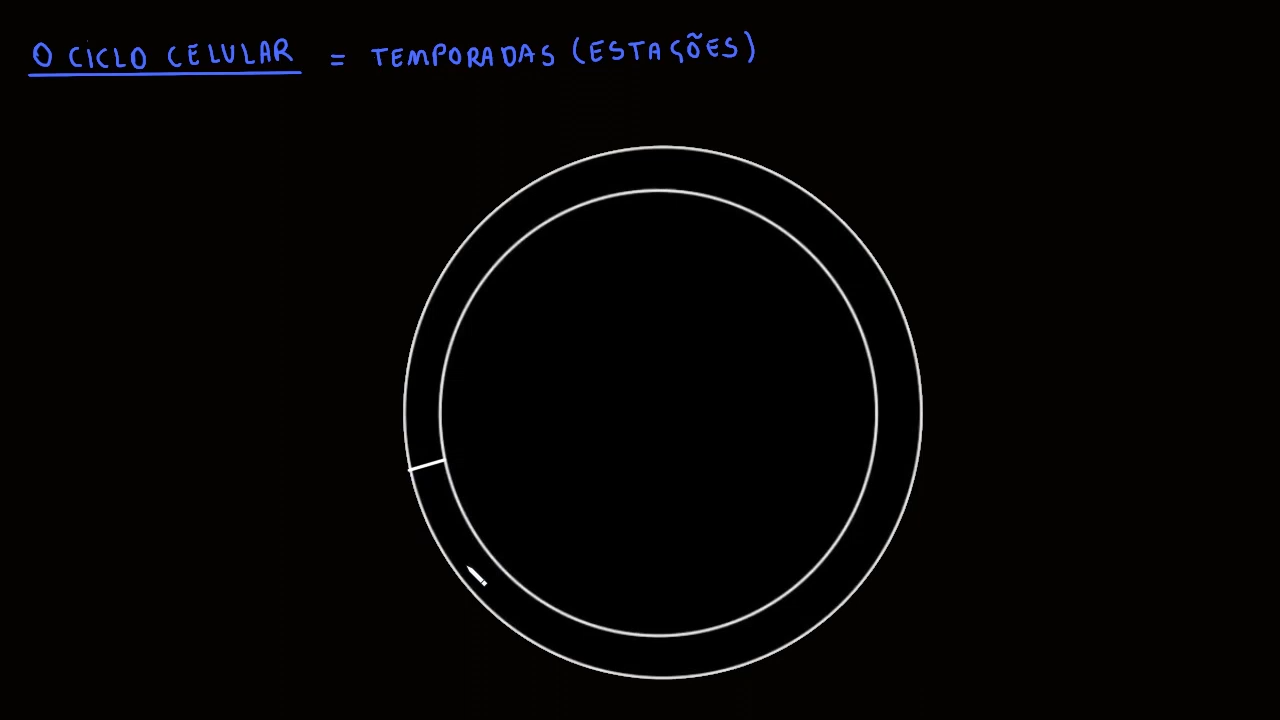 O CICLO CELULAR = TEMPORADAS (ESTAÇÕES)